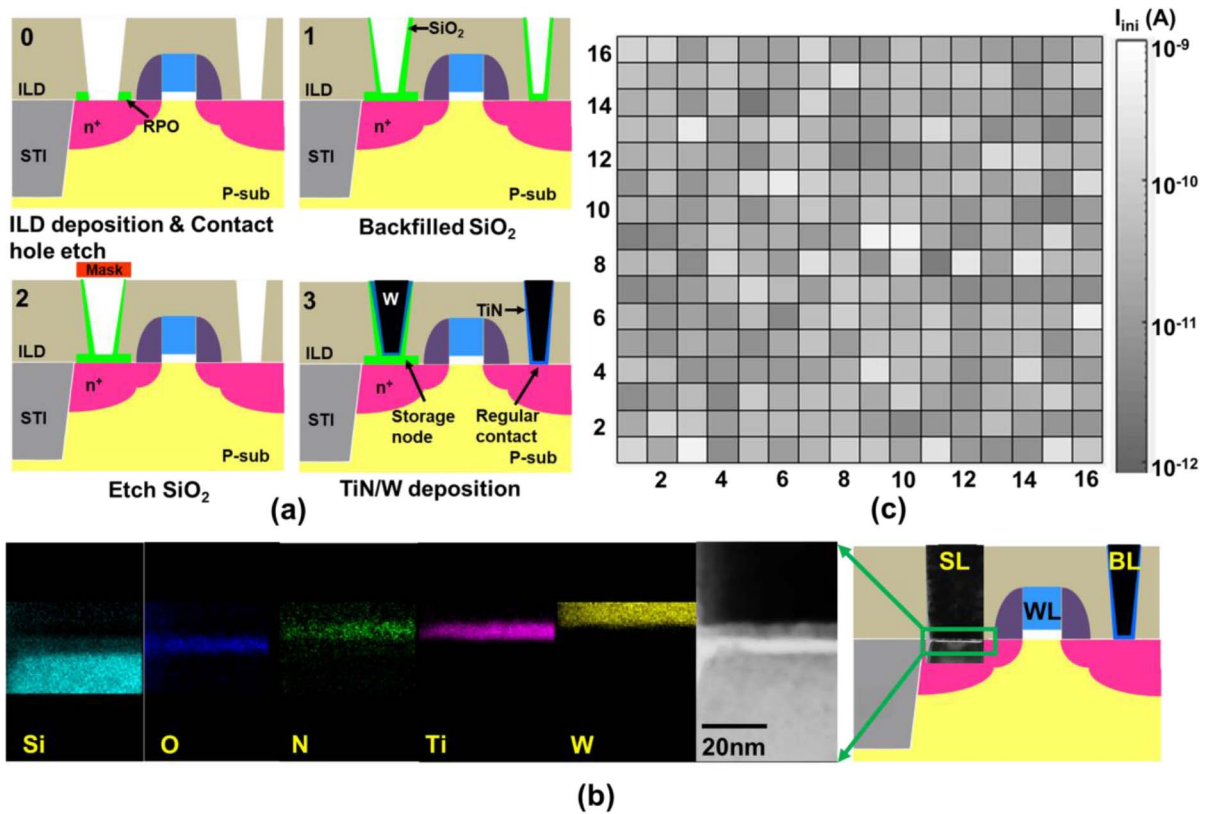 0
ILD
RPO
n+
STI
P-sub
ILD deposition & Contact
hole etch
1
SiO2
ILD
n+
STI
P-sub
Backfilled SiO2
Mask
2
ILD
n+
STI
P-sub
Etch SiO2
3
W
TiN
ILD
n+
STI
Storage
node
Regular
contact
P-sub
TiN/W deposition
(a)
Iini (A)
16
14
12
10
8
6
4
2
2 4 6 8 10 12 14 16
10-9
10-10
10-11
10-12
(c)
Si O N Ti W
20nm
SL
WL
BL
(b)